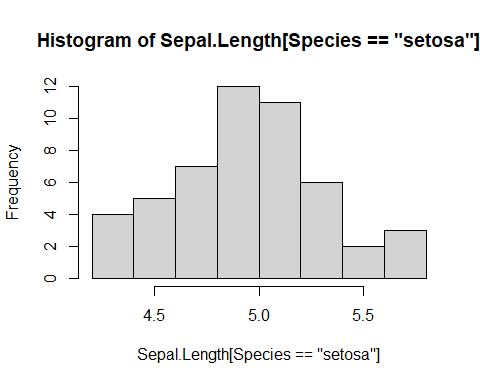 Histogram of Sepal.Length[Species == "setosa"]
Frequency
12
10
8
6
4
2
0
4.5 5.0 5.5
Sepal.Length[Species == "setosa"]